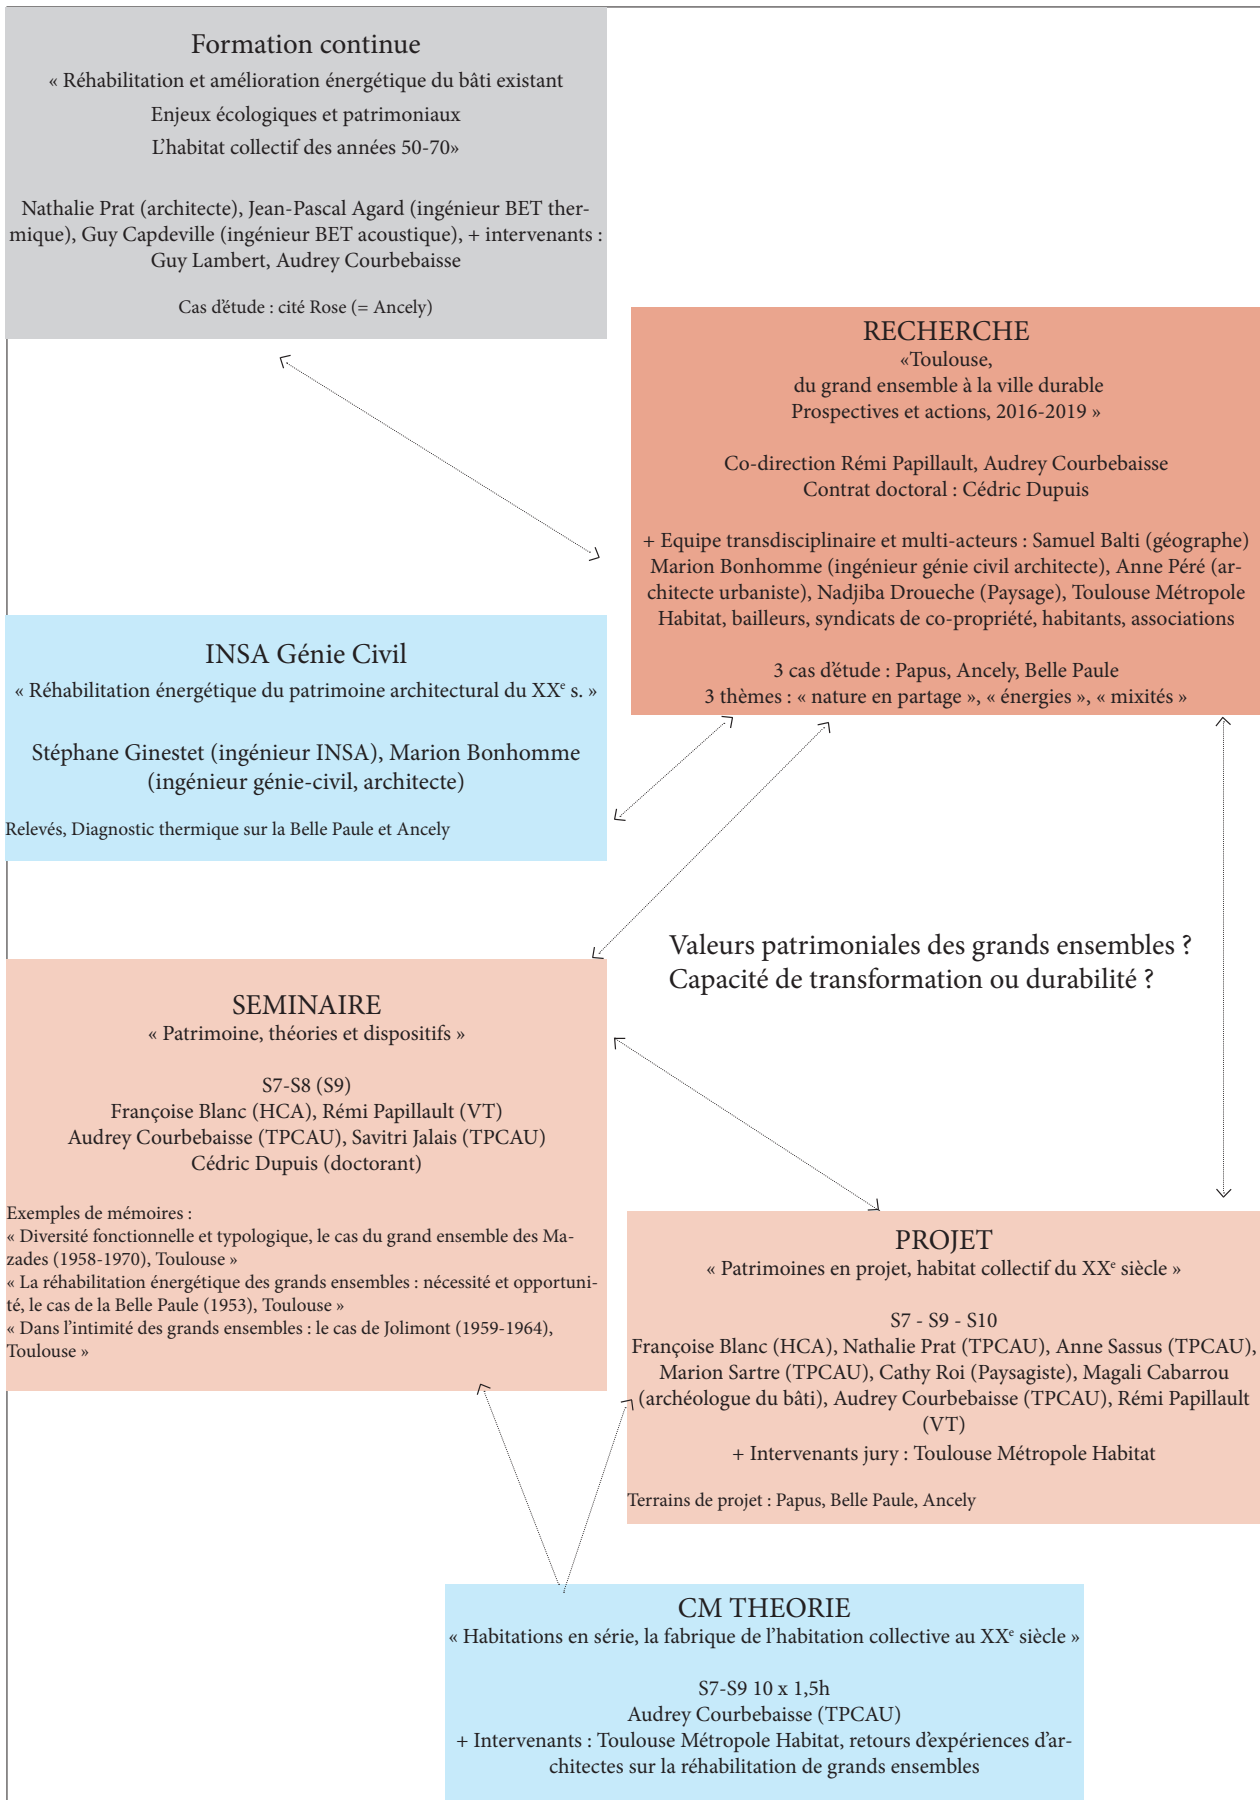 Formation continue
« Réhabilitation et amélioration énergétique du bâti existant
Enjeux écologiques et patrimoniaux
L'habitat collectif des années 50-70»
Nathalie Prat (architecte), Jean-Pascal Agard (ingénieur BET ther-
mique), Guy Capdeville (ingénieur BET acoustique), + intervenants :
Guy Lambert, Audrey Courbebaisse
Cas d'étude : cité Rose (= Ancely)
RECHERCHE
«Toulouse,
du grand ensemble à la ville durable
Prospectives et actions, 2016-2019 »
Co-direction Rémi Papillault, Audrey Courbebaisse
Contrat doctoral : Cédric Dupuis
+ Equipe transdisciplinaire et multi-acteurs : Samuel Balti (géographe)
Marion Bonhomme (ingénieur génie civil architecte), Anne Péré (ar-
chitecte urbaniste), Nadjiba Droueche (Paysage), Toulouse Métropole
Habitat, bailleurs, syndicats de co-propriété, habitants, associations
3 cas d'étude : Papus, Ancely, Belle Paule
3 thèmes : « nature en partage », « énergies », « mixités »
INSA Génie Civil
« Réhabilitation énergétique du patrimoine architectural du XXe s. »
Stéphane Ginestet (ingénieur INSA), Marion Bonhomme
(ingénieur génie-civil, architecte)
Relevés, Diagnostic thermique sur la Belle Paule et Ancely
Valeurs patrimoniales des grands ensembles ?
Capacité de transformation ou durabilité ?
SEMINAIRE
« Patrimoine, théories et dispositifs »
S7-S8 (S9)
Françoise Blanc (HCA), Rémi Papillault (VT)
Audrey Courbebaisse (TPCAU), Savitri Jalais (TPCAU)
Cédric Dupuis (doctorant)
Exemples de mémoires :
« Diversité fonctionnelle et typologique, le cas du grand ensemble des Ma-
zades (1958-1970), Toulouse »
« La réhabilitation énergétique des grands ensembles : nécessité et opportuni-
té, le cas de la Belle Paule (1953), Toulouse »
« Dans l'intimité des grands ensembles : le cas de Jolimont (1959-1964),
Toulouse »
PROJET
« Patrimoines en projet, habitat collectif du XXe siècle »
S7 - S9 - S10
Françoise Blanc (HCA), Nathalie Prat (TPCAU), Anne Sassus (TPCAU),
Marion Sartre (TPCAU), Cathy Roi (Paysagiste), Magali Cabarrou
(archéologue du bâti), Audrey Courbebaisse (TPCAU), Rémi Papillault
(VT)
+ Intervenants jury : Toulouse Métropole Habitat
Terrains de projet : Papus, Belle Paule, Ancely
CM THEORIE
« Habitations en série, la fabrique de l'habitation collective au XXe siècle »
S7-S9 10 x 1,5h
Audrey Courbebaisse (TPCAU)
+ Intervenants : Toulouse Métropole Habitat, retours d'expériences d'ar-
chitectes sur la réhabilitation de grands ensembles